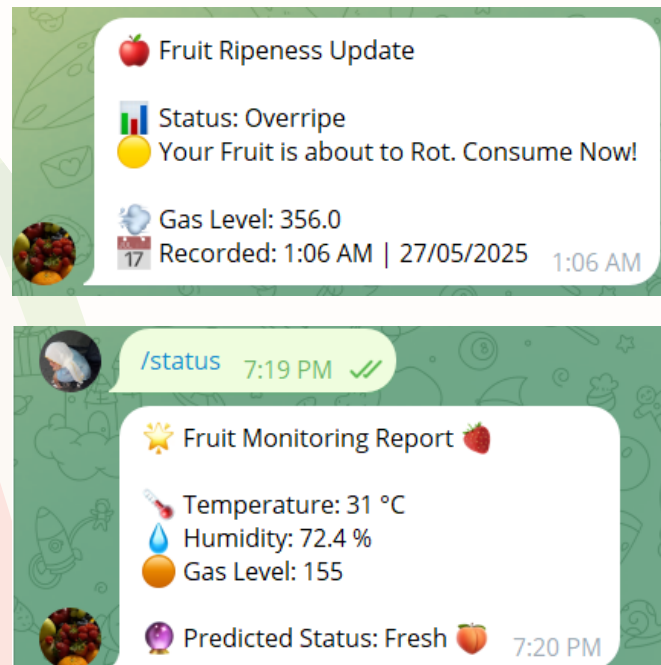 🍎 Fruit Ripeness Update
📊 Status: Overripe
🟡 Your Fruit is about to Rot. Consume Now!
💨 Gas Level: 356.0
📅 Recorded: 1:06 AM | 27/05/2025 1:06 AM
/status 7:19 PM
🌟 Fruit Monitoring Report 🍓
🌡️ Temperature: 31 °C
💧 Humidity: 72.4 %
🟠 Gas Level: 155
🔮 Predicted Status: Fresh 🍑 7:20 PM